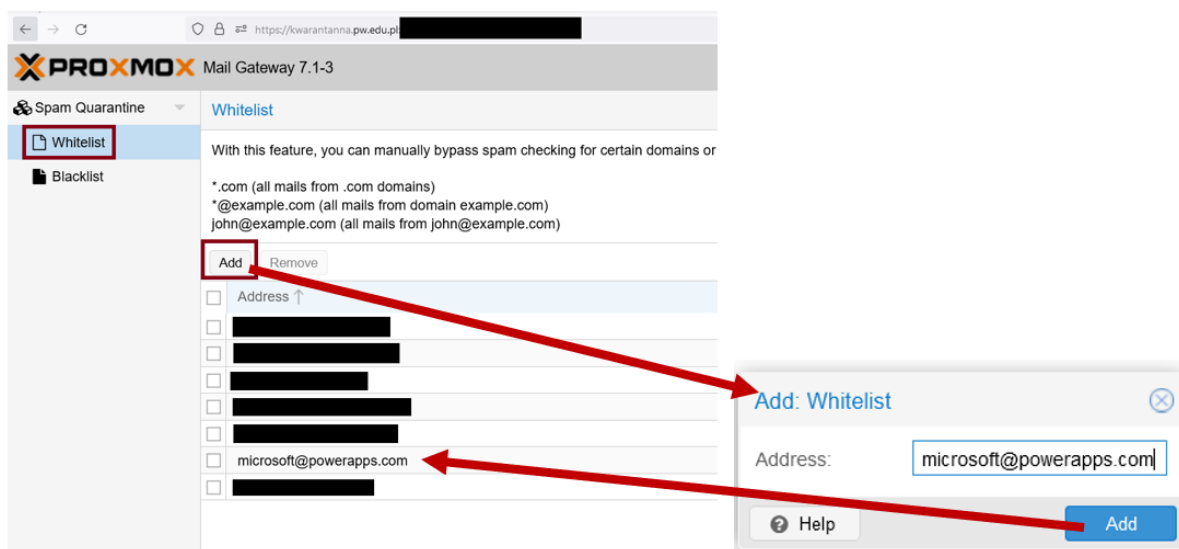 https://kwarantanna.pw.edu.pl
PROXMOX Mail Gateway 7.1-3
Spam Quarantine
Whitelist
Blacklist
Whitelist
With this feature, you can manually bypass spam checking for certain domains or
*.com (all mails from .com domains)
*@example.com (all mails from domain example.com)
john@example.com (all mails from john@example.com)
Add Remove
Address ↑
microsoft@powerapps.com
Add: Whitelist
Address: microsoft@powerapps.com
Help Add